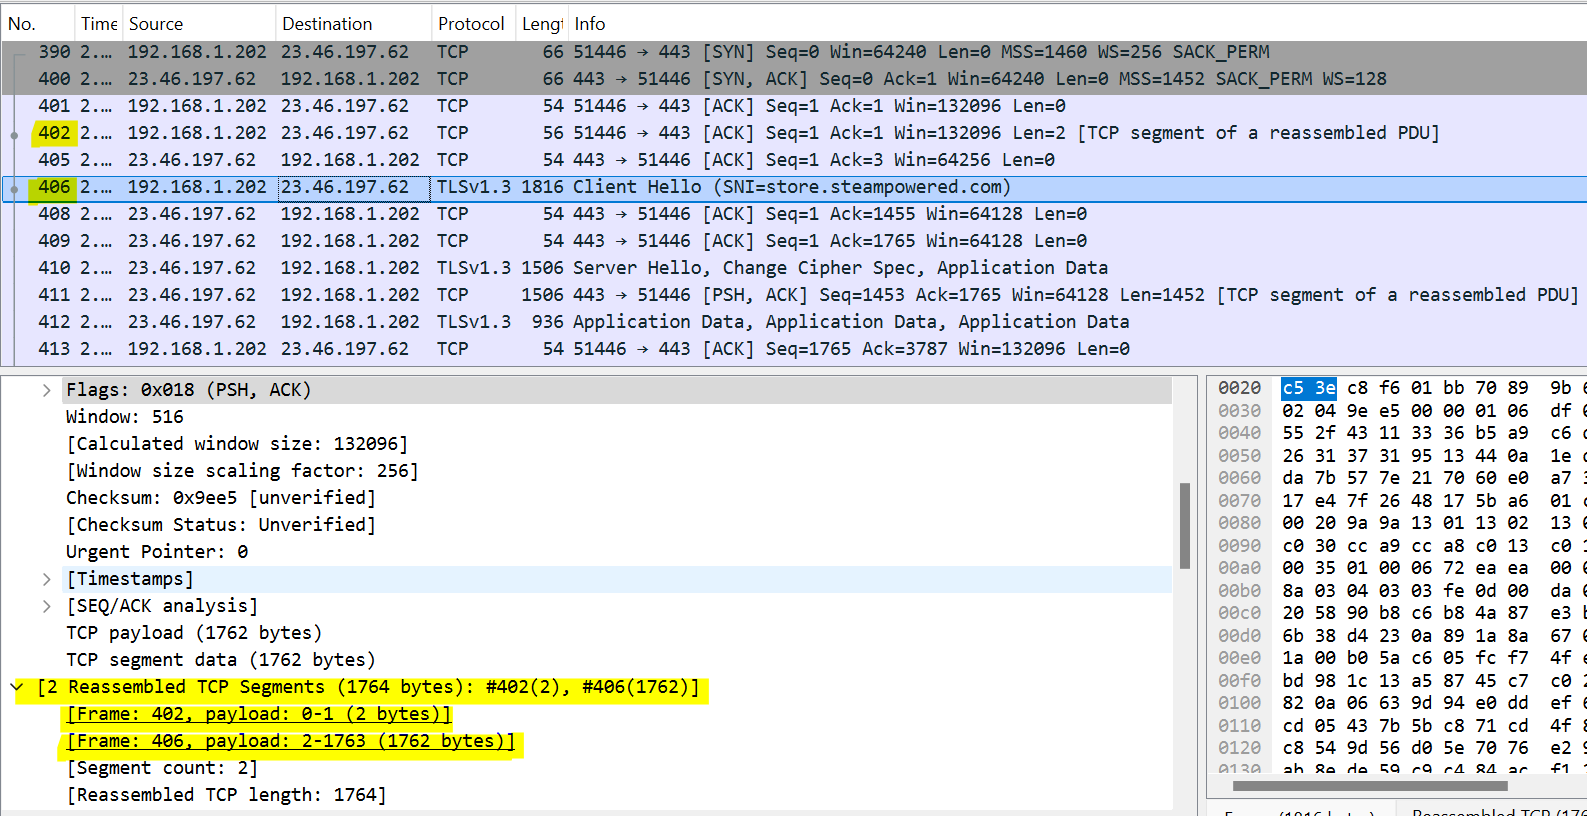 No. Time Source Destination Protocol Lengt Info
390 2.… 192.168.1.202 23.46.197.62 TCP 66 51446 → 443 [SYN] Seq=0 Win=64240 Len=0 MSS=1460 WS=256 SACK_PERM
400 2.… 23.46.197.62 192.168.1.202 TCP 66 443 → 51446 [SYN, ACK] Seq=0 Ack=1 Win=64240 Len=0 MSS=1452 SACK_PERM WS=128
401 2.… 192.168.1.202 23.46.197.62 TCP 54 51446 → 443 [ACK] Seq=1 Ack=1 Win=132096 Len=0
402 2.… 192.168.1.202 23.46.197.62 TCP 56 51446 → 443 [ACK] Seq=1 Ack=1 Win=132096 Len=2 [TCP segment of a reassembled PDU]
405 2.… 23.46.197.62 192.168.1.202 TCP 54 443 → 51446 [ACK] Seq=1 Ack=3 Win=64256 Len=0
406 2.… 192.168.1.202 23.46.197.62 TLSv1.3 1816 Client Hello (SNI=store.steampowered.com)
408 2.… 23.46.197.62 192.168.1.202 TCP 54 443 → 51446 [ACK] Seq=1 Ack=1455 Win=64128 Len=0
409 2.… 23.46.197.62 192.168.1.202 TCP 54 443 → 51446 [ACK] Seq=1 Ack=1765 Win=64128 Len=0
410 2.… 23.46.197.62 192.168.1.202 TLSv1.3 1506 Server Hello, Change Cipher Spec, Application Data
411 2.… 23.46.197.62 192.168.1.202 TCP 1506 443 → 51446 [PSH, ACK] Seq=1453 Ack=1765 Win=64128 Len=1452 [TCP segment of a reassembled PDU]
412 2.… 23.46.197.62 192.168.1.202 TLSv1.3 936 Application Data, Application Data, Application Data
413 2.… 192.168.1.202 23.46.197.62 TCP 54 51446 → 443 [ACK] Seq=1765 Ack=3787 Win=132096 Len=0
Flags: 0x018 (PSH, ACK)
Window: 516
[Calculated window size: 132096]
[Window size scaling factor: 256]
Checksum: 0x9ee5 [unverified]
[Checksum Status: Unverified]
Urgent Pointer: 0
[Timestamps]
[SEQ/ACK analysis]
TCP payload (1762 bytes)
TCP segment data (1762 bytes)
[2 Reassembled TCP Segments (1764 bytes): #402(2), #406(1762)]
[Frame: 402, payload: 0-1 (2 bytes)]
[Frame: 406, payload: 2-1763 (1762 bytes)]
[Segment count: 2]
[Reassembled TCP length: 1764]
0020 c5 3e c8 f6 01 bb 70 89 9b
0030 02 04 9e e5 00 00 01 06 df
0040 55 2f 43 11 33 36 b5 a9 c6
0050 26 31 37 31 95 13 44 0a 1e
0060 da 7b 57 7e 21 70 60 e0 a7
0070 17 e4 7f 26 48 17 5b a6 01
0080 00 20 9a 9a 13 01 13 02 13
0090 c0 30 cc a9 cc a8 c0 13 c0
00a0 00 35 01 00 06 72 ea ea 00
00b0 8a 03 04 03 03 fe 0d 00 da
00c0 20 58 90 b8 c6 b8 4a 87 e3
00d0 6b 38 d4 23 0a 89 1a 8a 67
00e0 1a 00 b0 5a c6 05 fc f7 4f
00f0 bd 98 1c 13 a5 87 45 c7 c0
0100 82 0a 06 63 9d 94 e0 dd ef
0110 cd 05 43 7b 5b c8 71 cd 4f
0120 c8 54 9d 56 d0 5e 70 76 e2
0130 ab 8e de 59 c9 c4 84 ac f1
Reassembled TCP (176